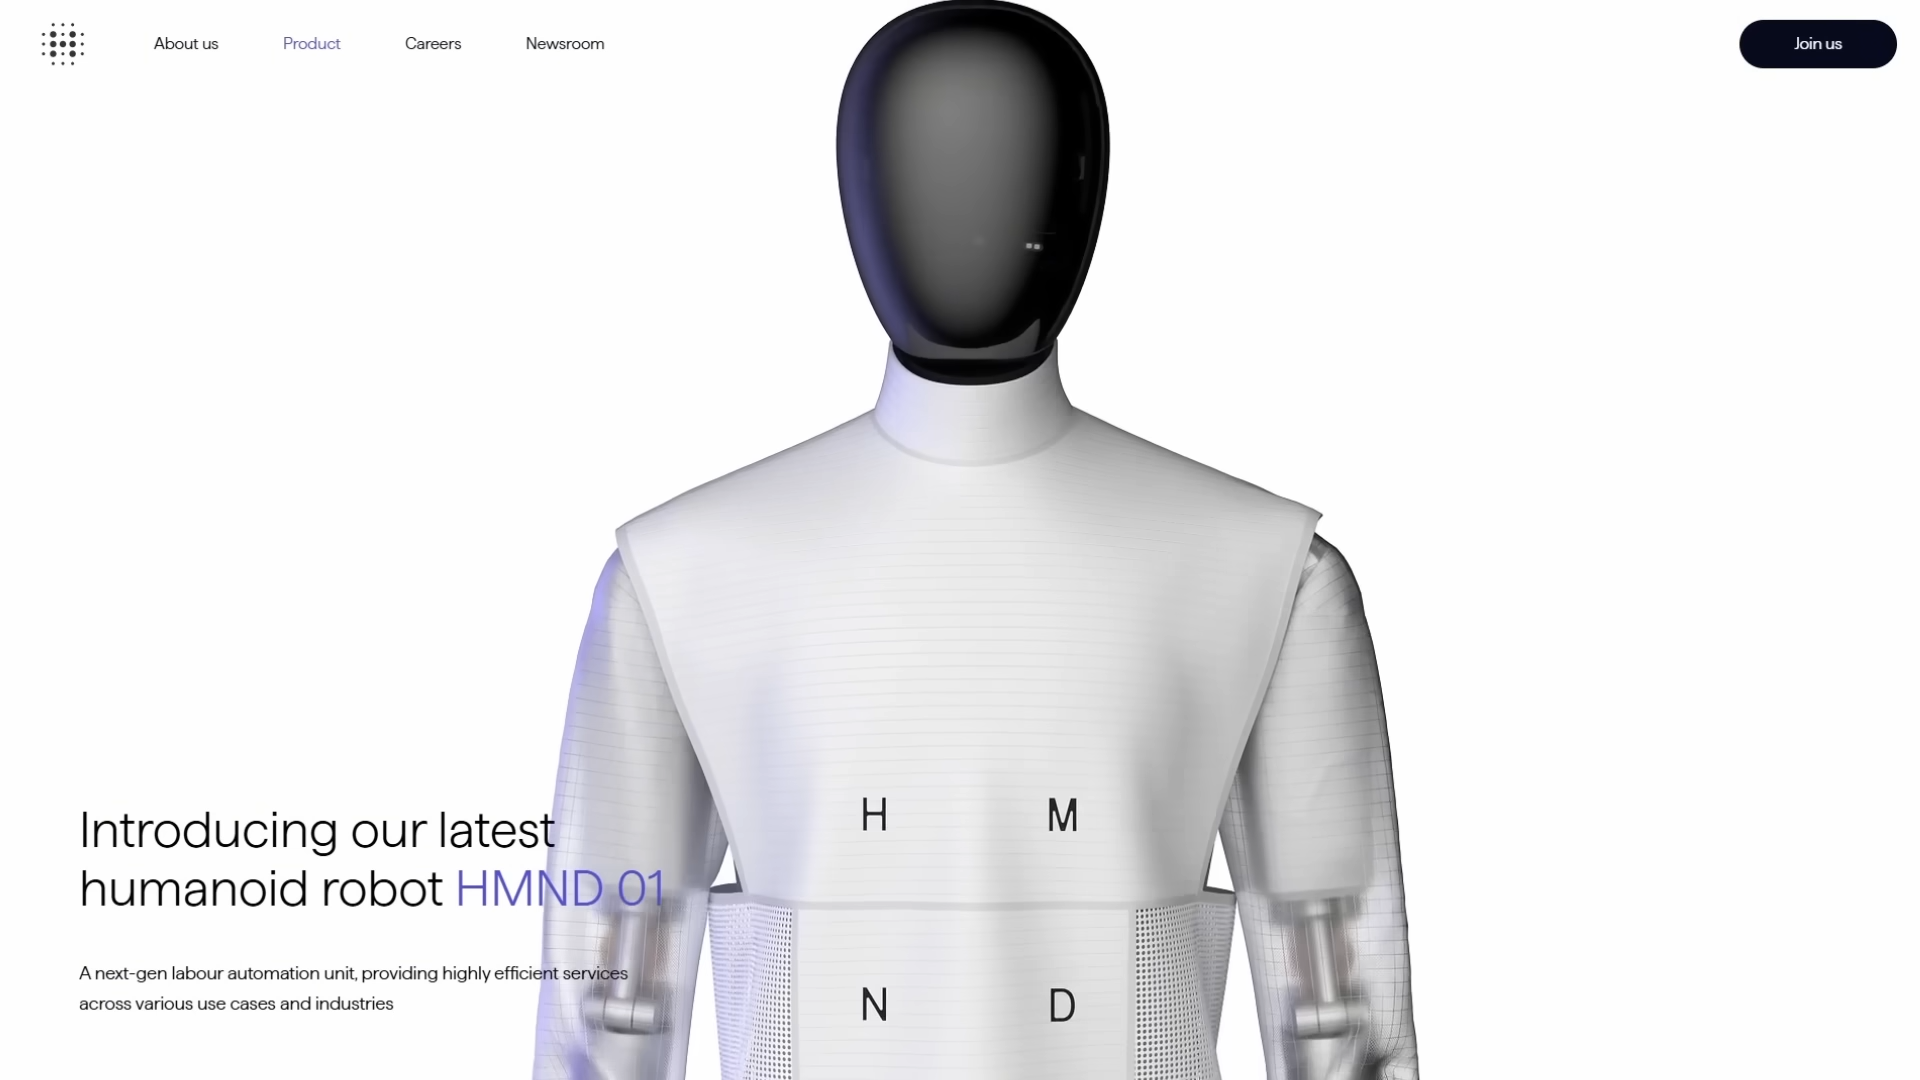 About us
Product
Careers
Newsroom
Join us
H M
Introducing our latest
humanoid robot HMND 01
A next-gen labour automation unit, providing highly efficient services
across various use cases and industries
N D